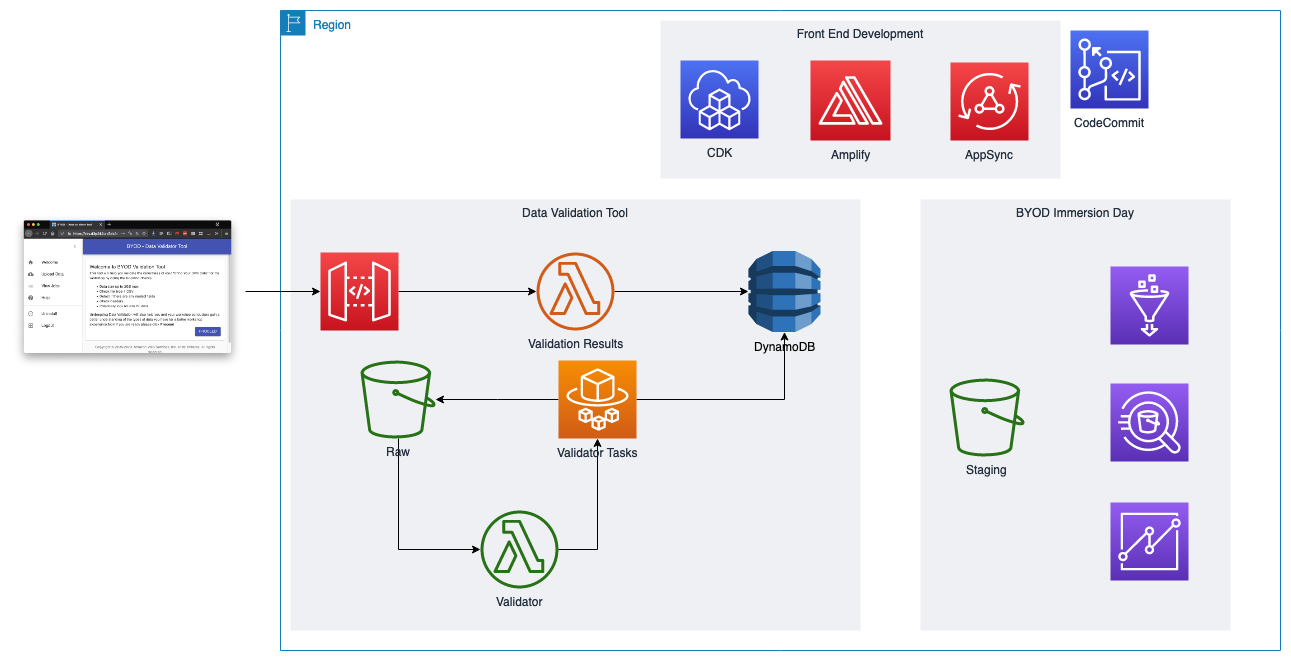 Region
Front End Development
CDK
Amplify
AppSync
CodeCommit
BYOD - Data Validator Tool
Welcome
Upload Data
View Jobs
Help
Uninstall
Logout
Welcome to BYOD Validation Tool
PROCEED
Data Validation Tool
Validation Results
DynamoDB
Raw
Validator Tasks
Validator
BYOD Immersion Day
Staging